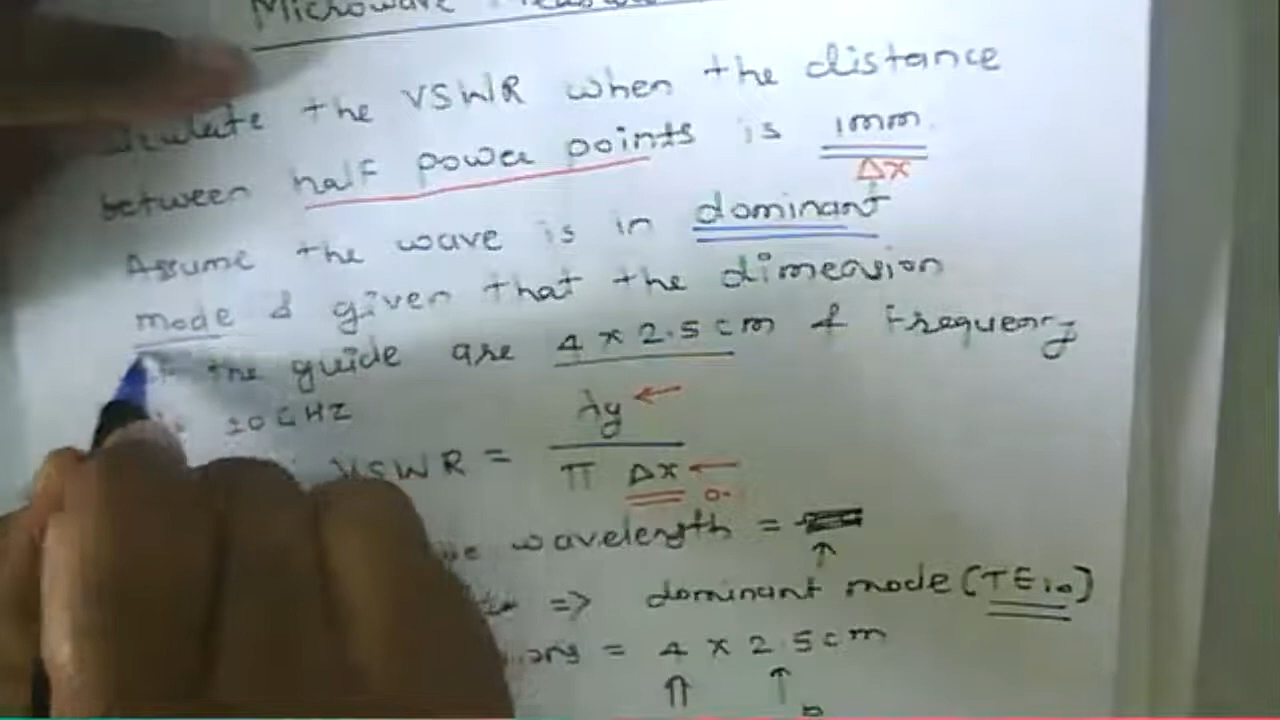 Microwave
the VSWR when the distance
between half power points is 1mm.
Δx
Assume the wave is in dominant
mode & given that the dimension
the guide are 4 x 2.5 cm & frequency
10 GHZ
VSWR = λg / π Δx
0.
wavelength =
=> dominant mode (TE10)
= 4 x 2.5 cm
b